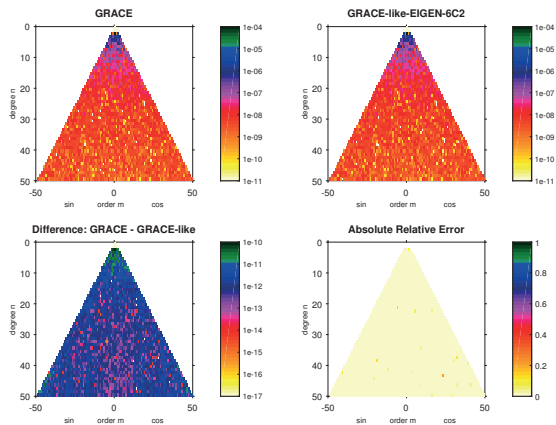 GRACE
0
10
20
30
40
50
degree n
-50
0
50
sin
order m
cos
1e-04
1e-05
1e-06
1e-07
1e-08
1e-09
1e-10
1e-11
GRACE-like-EIGEN-6C2
0
10
20
30
40
50
degree n
-50
0
50
sin
order m
cos
1e-04
1e-05
1e-06
1e-07
1e-08
1e-09
1e-10
1e-11
Difference: GRACE - GRACE-like
0
10
20
30
40
50
degree n
-50
0
50
sin
order m
cos
1e-10
1e-11
1e-12
1e-13
1e-14
1e-15
1e-16
1e-17
Absolute Relative Error
0
10
20
30
40
50
degree n
-50
0
50
sin
order m
cos
1
0.8
0.6
0.4
0.2
0